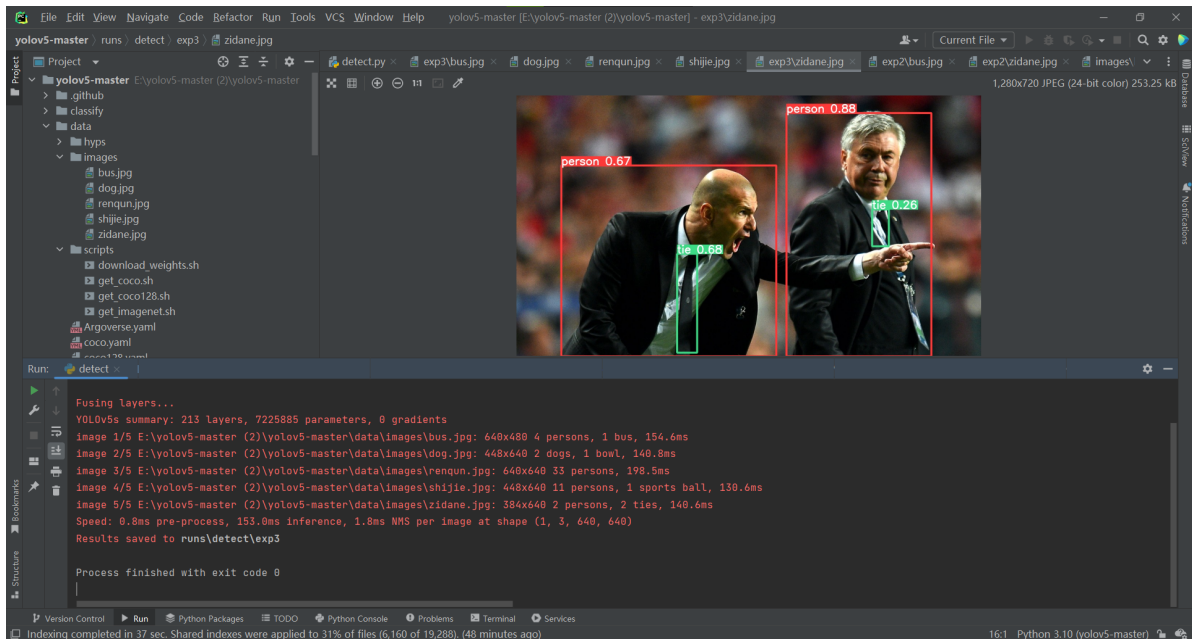 File Edit View Navigate Code Refactor Run Tools VCS Window Help yolov5-master [E:\yolov5-master (2)\yolov5-master] - exp3\zidane.jpg
yolov5-master runs detect exp3 zidane.jpg
Current File
Project
Project
detect.py
exp3\bus.jpg
dog.jpg
renqun.jpg
shijie.jpg
exp3\zidane.jpg
exp2\bus.jpg
exp2\zidane.jpg
images\
yolov5-master E:\yolov5-master (2)\yolov5-master
1:1
1,280x720 JPEG (24-bit color) 253.25 kB
.github
classify
data
hyps
images
bus.jpg
dog.jpg
renqun.jpg
shijie.jpg
zidane.jpg
scripts
download_weights.sh
get_coco.sh
get_coco128.sh
get_imagenet.sh
Argoverse.yaml
coco.yaml
coco128.yaml
person 0.88
person 0.67
tie 0.26
tie 0.68
Database
SciView
Notifications
Run: detect
Fusing layers...
YOLOv5s summary: 213 layers, 7225885 parameters, 0 gradients
image 1/5 E:\yolov5-master (2)\yolov5-master\data\images\bus.jpg: 640x480 4 persons, 1 bus, 154.6ms
image 2/5 E:\yolov5-master (2)\yolov5-master\data\images\dog.jpg: 448x640 2 dogs, 1 bowl, 140.8ms
image 3/5 E:\yolov5-master (2)\yolov5-master\data\images\renqun.jpg: 640x640 33 persons, 198.5ms
image 4/5 E:\yolov5-master (2)\yolov5-master\data\images\shijie.jpg: 448x640 11 persons, 1 sports ball, 130.6ms
image 5/5 E:\yolov5-master (2)\yolov5-master\data\images\zidane.jpg: 384x640 2 persons, 2 ties, 140.6ms
Speed: 0.8ms pre-process, 153.0ms inference, 1.8ms NMS per image at shape (1, 3, 640, 640)
Results saved to runs\detect\exp3
Process finished with exit code 0
Bookmarks
Structure
Version Control Run Python Packages TODO Python Console Problems Terminal Services
Indexing completed in 37 sec. Shared indexes were applied to 31% of files (6,160 of 19,288). (48 minutes ago)
16:1 Python 3.10 (yolov5-master)